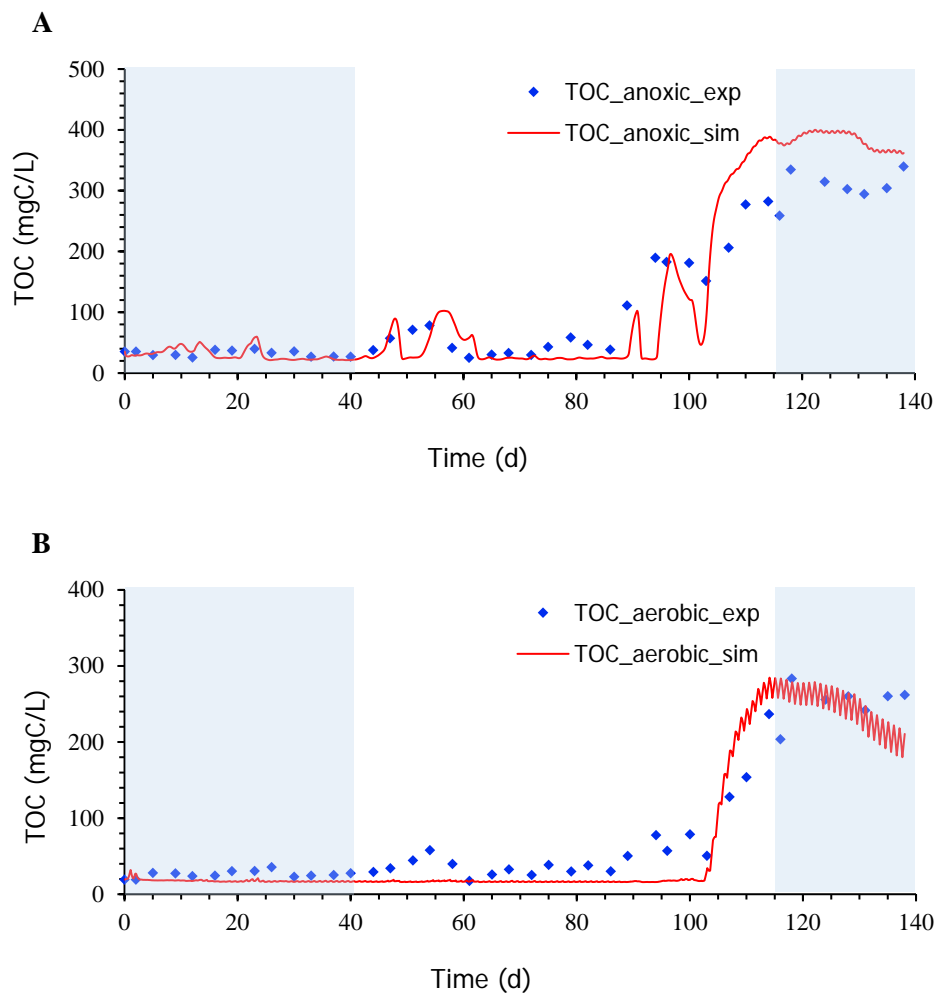 A
500
400
300
200
100
0
TOC (mgC/L)
TOC_anoxic_exp
TOC_anoxic_sim
0 20 40 60 80 100 120 140
Time (d)
B
400
300
200
100
0
TOC (mgC/L)
TOC_aerobic_exp
TOC_aerobic_sim
0 20 40 60 80 100 120 140
Time (d)